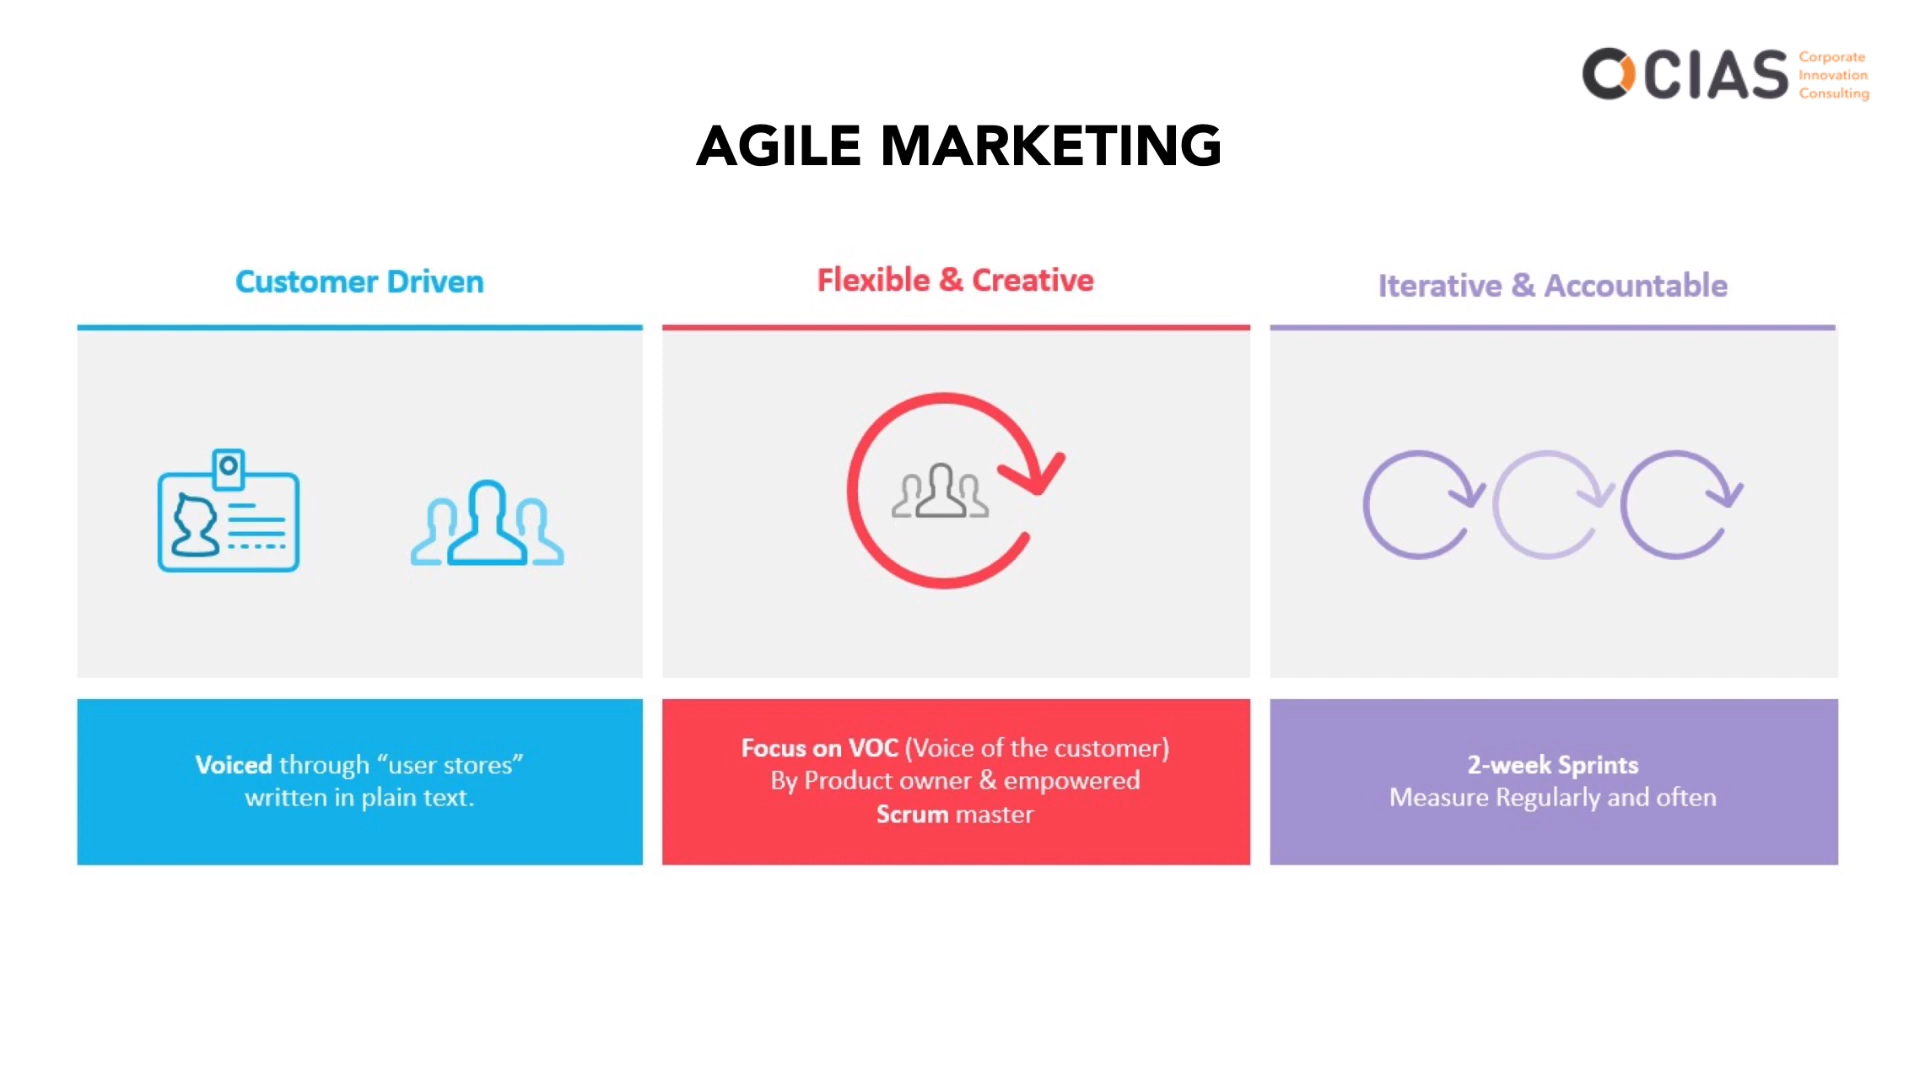 CIAS
Corporate
Innovation
Consulting
AGILE MARKETING
Customer Driven
Flexible & Creative
Iterative & Accountable
Voiced through “user stores”
written in plain text.
Focus on VOC (Voice of the customer)
By Product owner & empowered
Scrum master
2-week Sprints
Measure Regularly and often